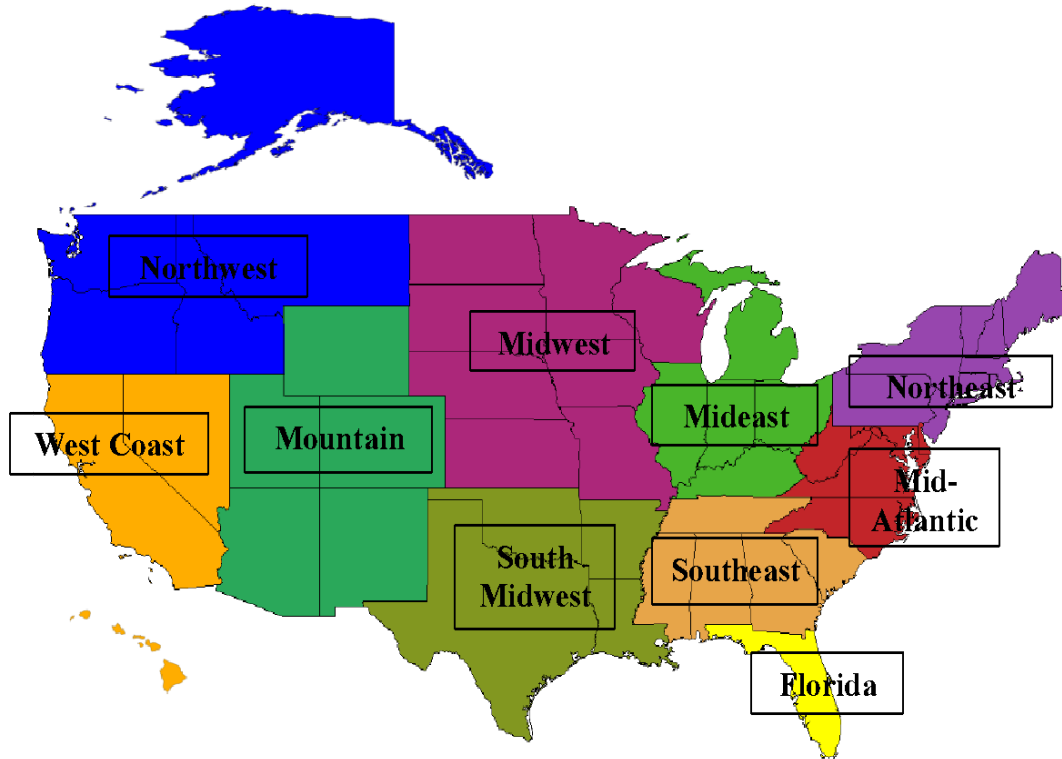 Northwest
Midwest
Northeast
Mideast
West Coast
Mountain
Mid-
Atlantic
South
Midwest
Southeast
Florida